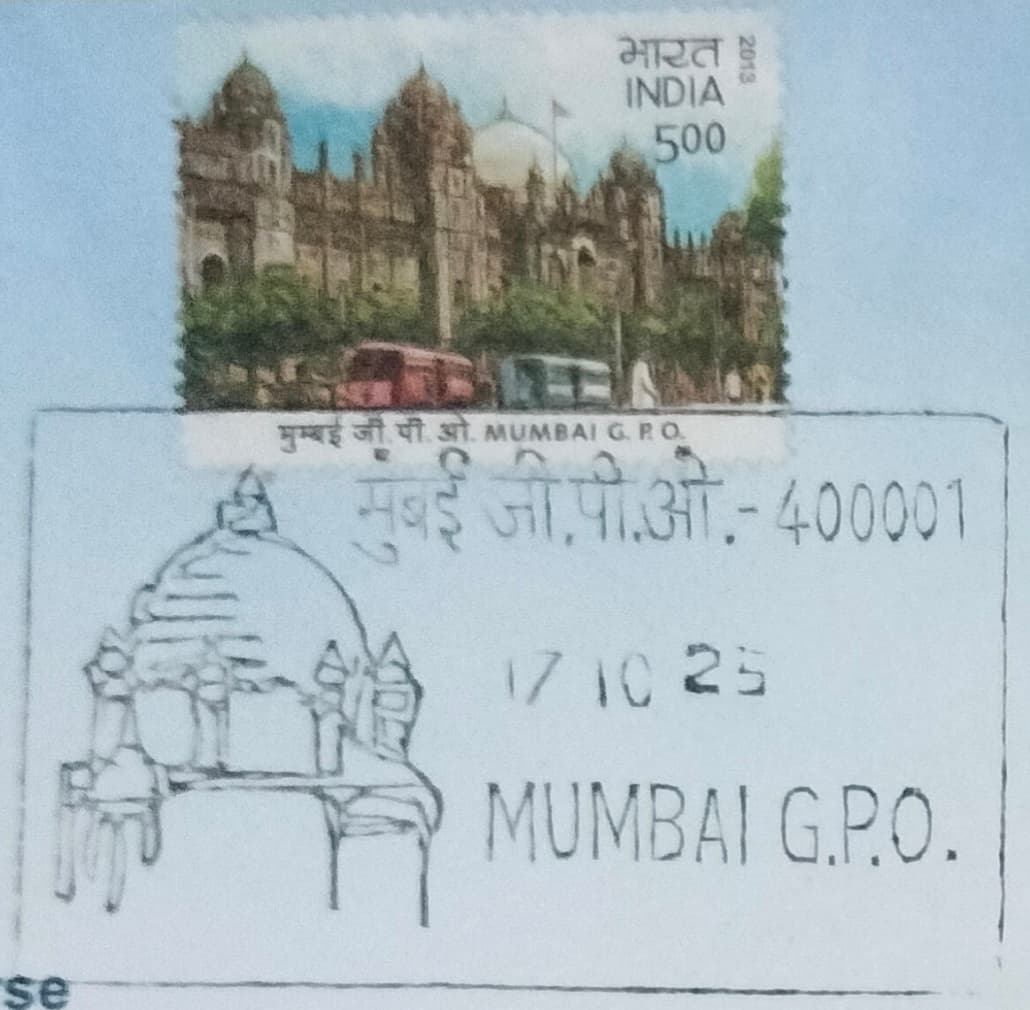 भारत
INDIA
500
2013
मुम्बई जी. पी. ओ. MUMBAI G. P. O.
मुंबई जी.पी.ओ.- 400001
17 10 25
MUMBAI G.P.O.
se